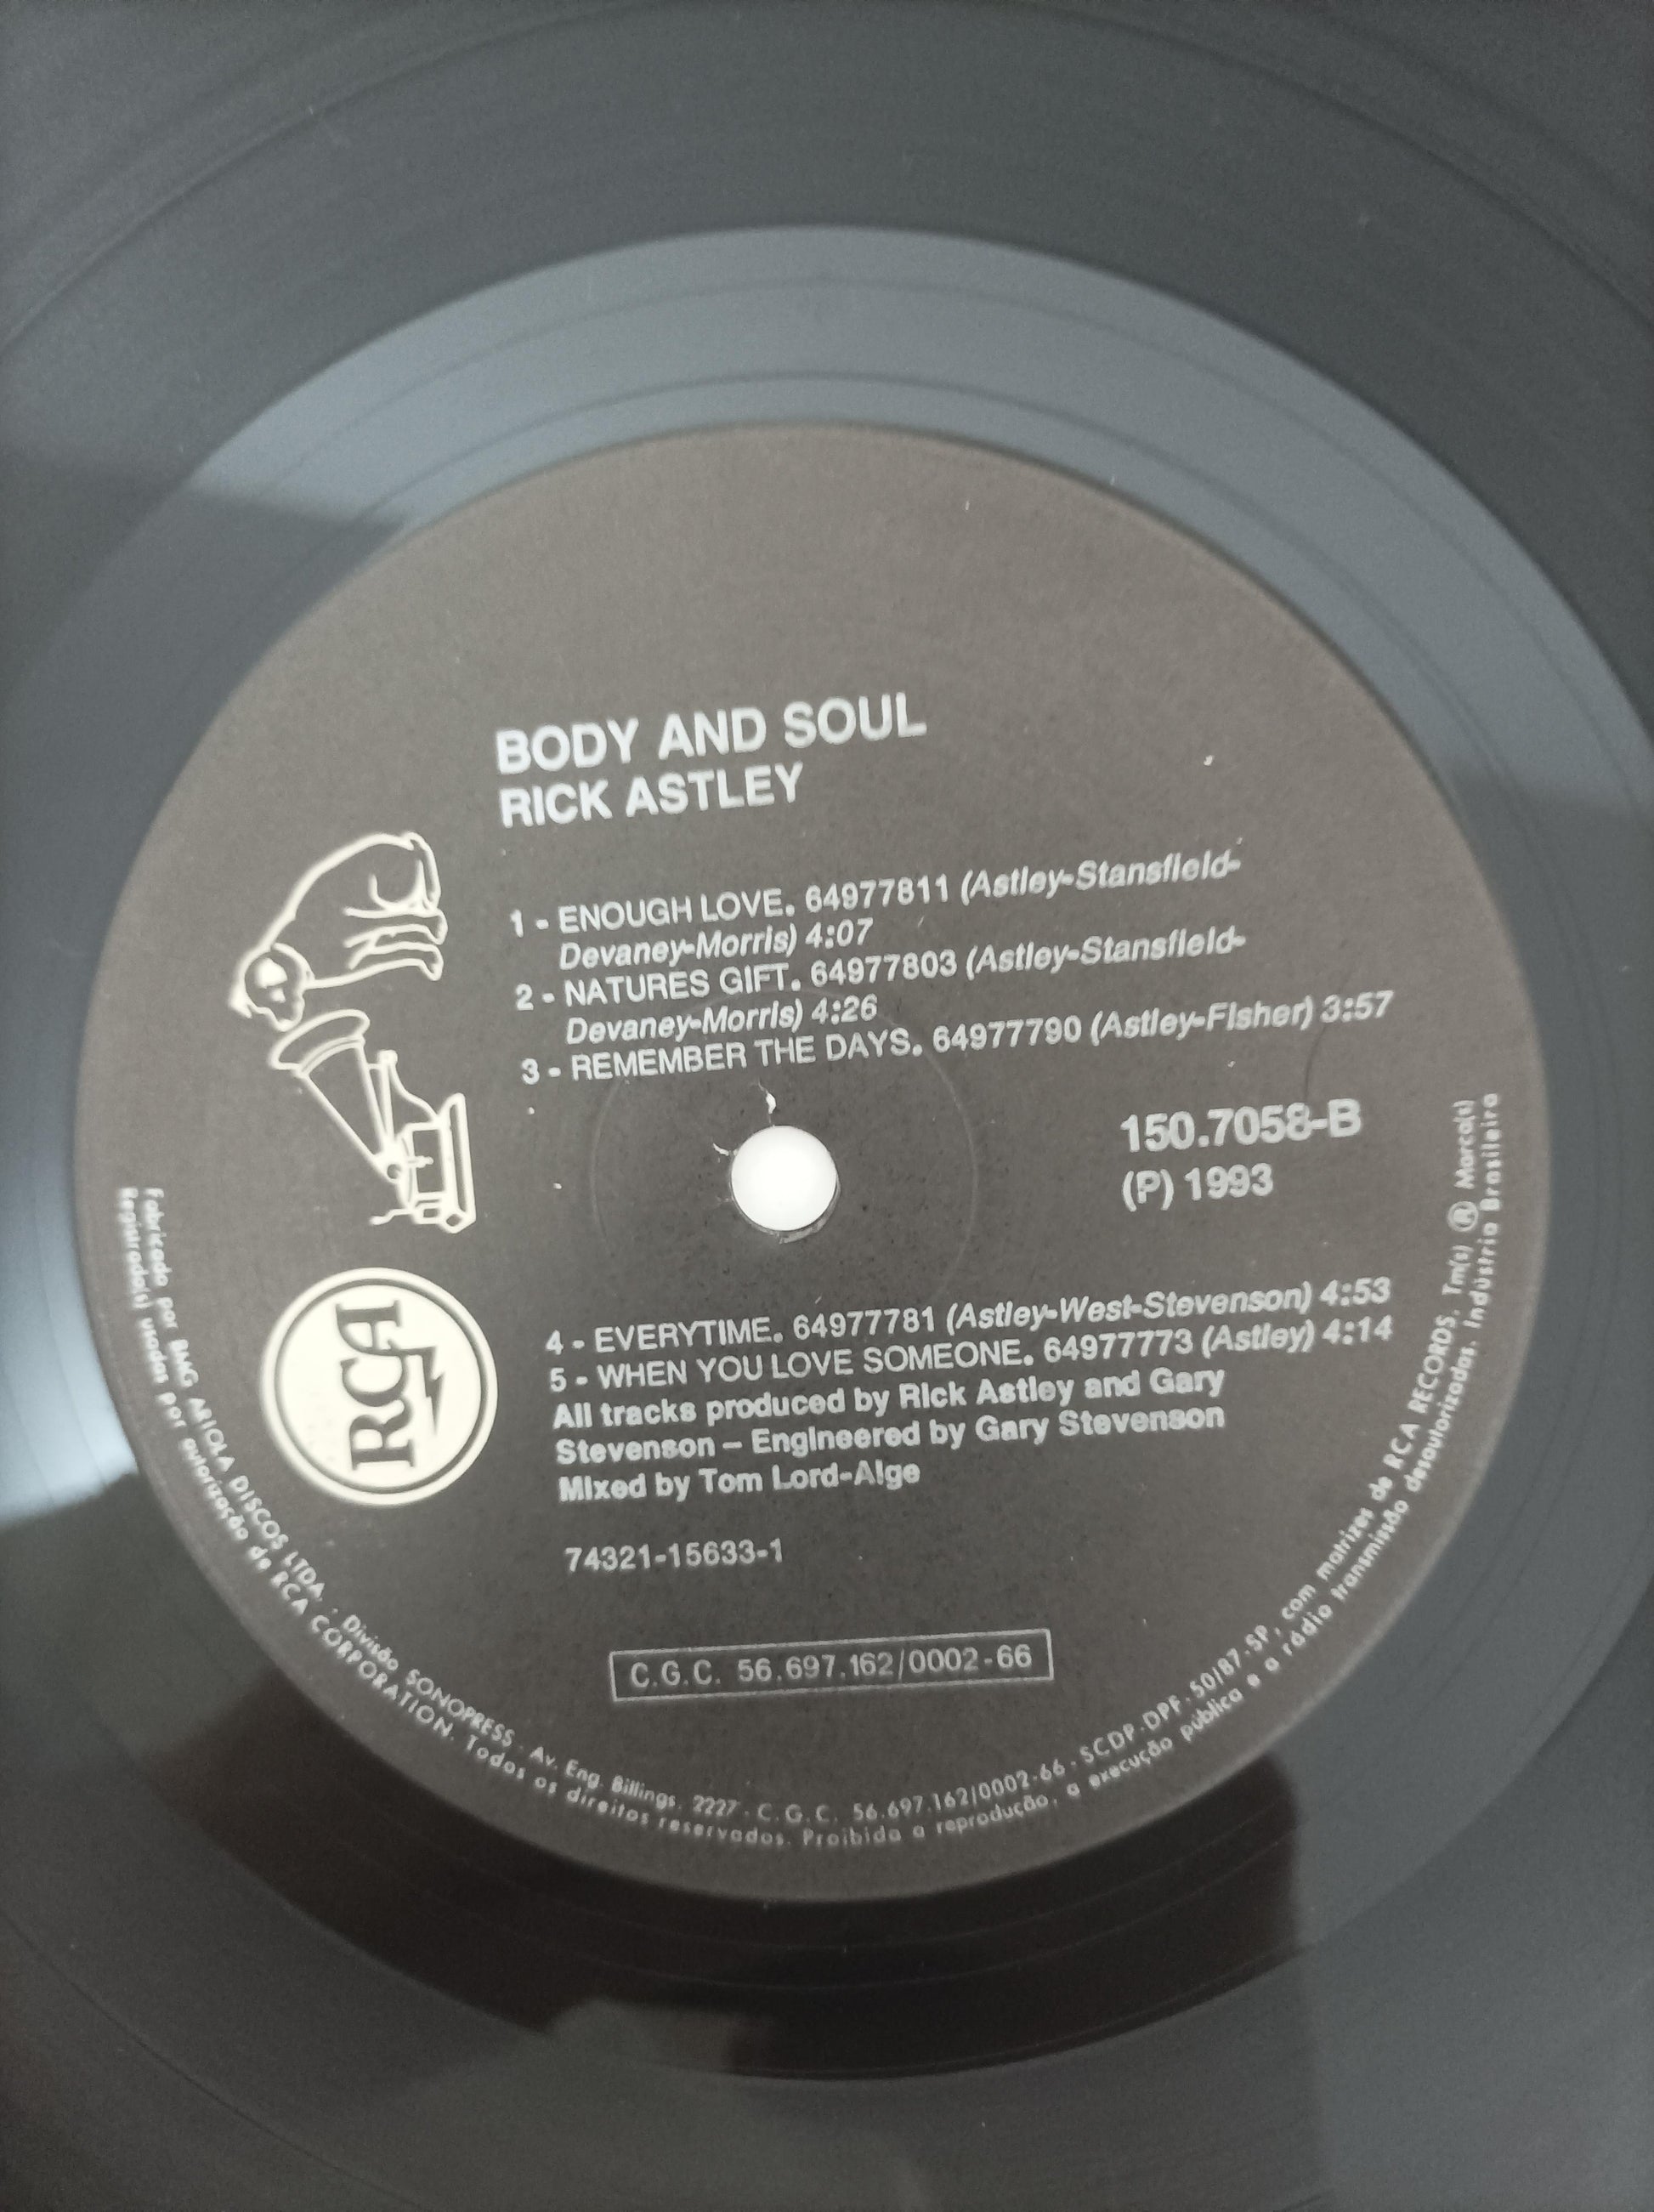 BODY AND SOUL
RICK ASTLEY
1 - ENOUGH LOVE. 64977811 (Astley-Stansfield-
Devaney-Morris) 4:07
2 - NATURES GIFT. 64977803 (Astley-Stansfield-
Devaney-Morris) 4:26
3 - REMEMBER THE DAYS. 64977790 (Astley-Fisher) 3:57
150.7058-B
(P) 1993
RCA
4 - EVERYTIME. 64977781 (Astley-West-Stevenson) 4:53
5 - WHEN YOU LOVE SOMEONE. 64977773 (Astley) 4:14
All tracks produced by Rick Astley and Gary
Stevenson – Engineered by Gary Stevenson
Mixed by Tom Lord-Alge
74321-15633-1
C.G.C. 56.697.162/0002-66
Fabricado por BMG ARIOLA DISCOS LTDA. - Divisão SONOPRESS - Av. Eng. Billings, 2227 - C.G.C. 56.697.162/0002-66 - SCDP-DPF-50/87-SP, com matrizes de RCA RECORDS. Tm(s) ® Marca(s)
Registrada(s) usadas por autorização de RCA CORPORATION. Todos os direitos reservados. Proibida a reprodução, a execução pública e a rádio transmissão desautorizadas. Indústria Brasileira